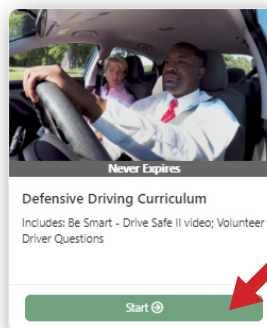 Never Expires
Defensive Driving Curriculum
Includes: Be Smart - Drive Safe II video; Volunteer
Driver Questions
Start